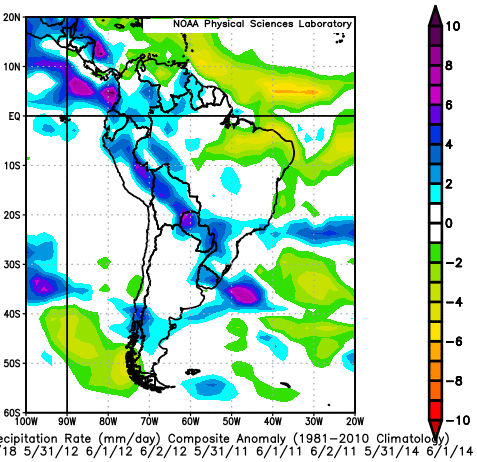 NOAA Physical Sciences Laboratory
20N
10N
EQ
10S
20S
30S
40S
50S
60S
100W 90W 80W 70W 60W 50W 40W 30W 20W
10
8
6
4
2
0
−2
−4
−6
−8
−10
ecipitation Rate (mm/day) Composite Anomaly (1981−2010 Climatology)
/18 5/31/12 6/1/12 6/2/12 5/31/11 6/1/11 6/2/11 5/31/14 6/1/14